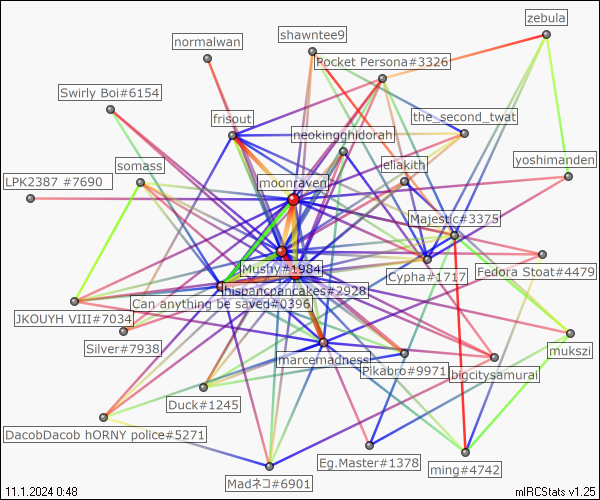 zebula
shawntee9
normalwan
Pocket Persona#3326
Swirly Boi#6154
frisout
the_second_twat
neokingghidorah
somass
eliakith
yoshimanden
LPK2387 #7690
moonraven
Majestic#3375
Mushy#1984
Cypha#1717
Fedora Stoat#4479
hispancpancakes#2928
Can anything be saved#0396
JKOUYH VIII#7034
Silver#7938
marcemadness
mukszi
Pikabro#9971
bigcitysamurai
Duck#1245
DacobDacob hORNY police#5271
Eg.Master#1378
ming#4742
Madネコ#6901
11.1.2024 0:48
mIRCStats v1.25